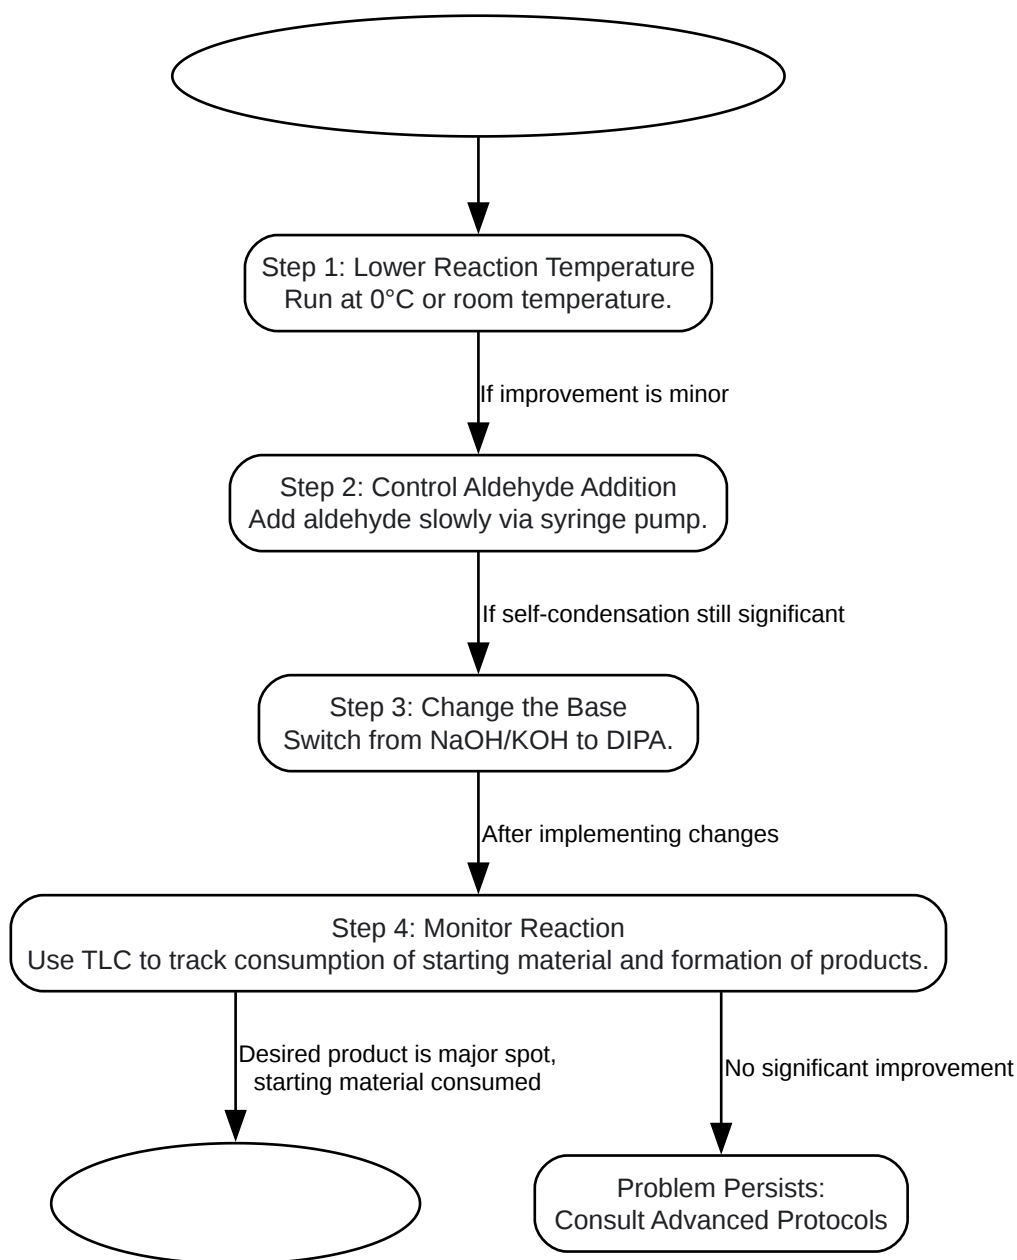 Step 1: Lower Reaction Temperature
Run at 0°C or room temperature.
If improvement is minor
Step 2: Control Aldehyde Addition
Add aldehyde slowly via syringe pump.
If self-condensation still significant
Step 3: Change the Base
Switch from NaOH/KOH to DIPA.
After implementing changes
Step 4: Monitor Reaction
Use TLC to track consumption of starting material and formation of products.
Desired product is major spot,
starting material consumed
No significant improvement
Problem Persists:
Consult Advanced Protocols